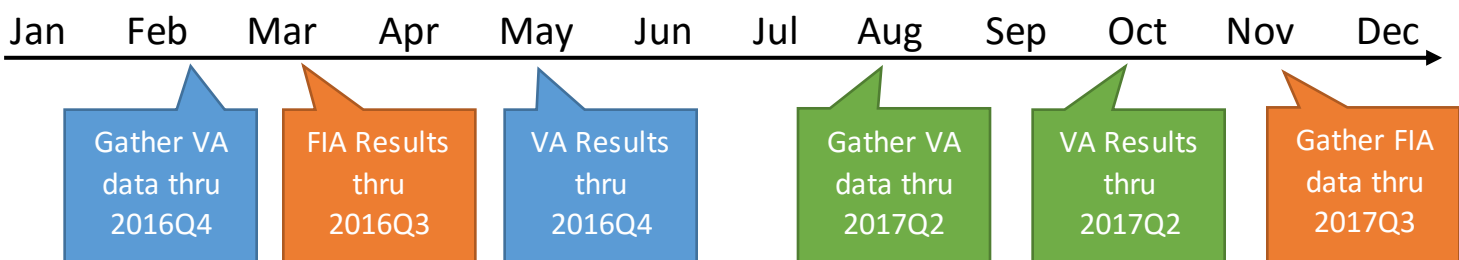 Jan Feb Mar Apr May Jun Jul Aug Sep Oct Nov Dec
Gather VA
data thru
2016Q4
FIA Results
thru
2016Q3
VA Results
thru
2016Q4
Gather VA
data thru
2017Q2
VA Results
thru
2017Q2
Gather FIA
data thru
2017Q3